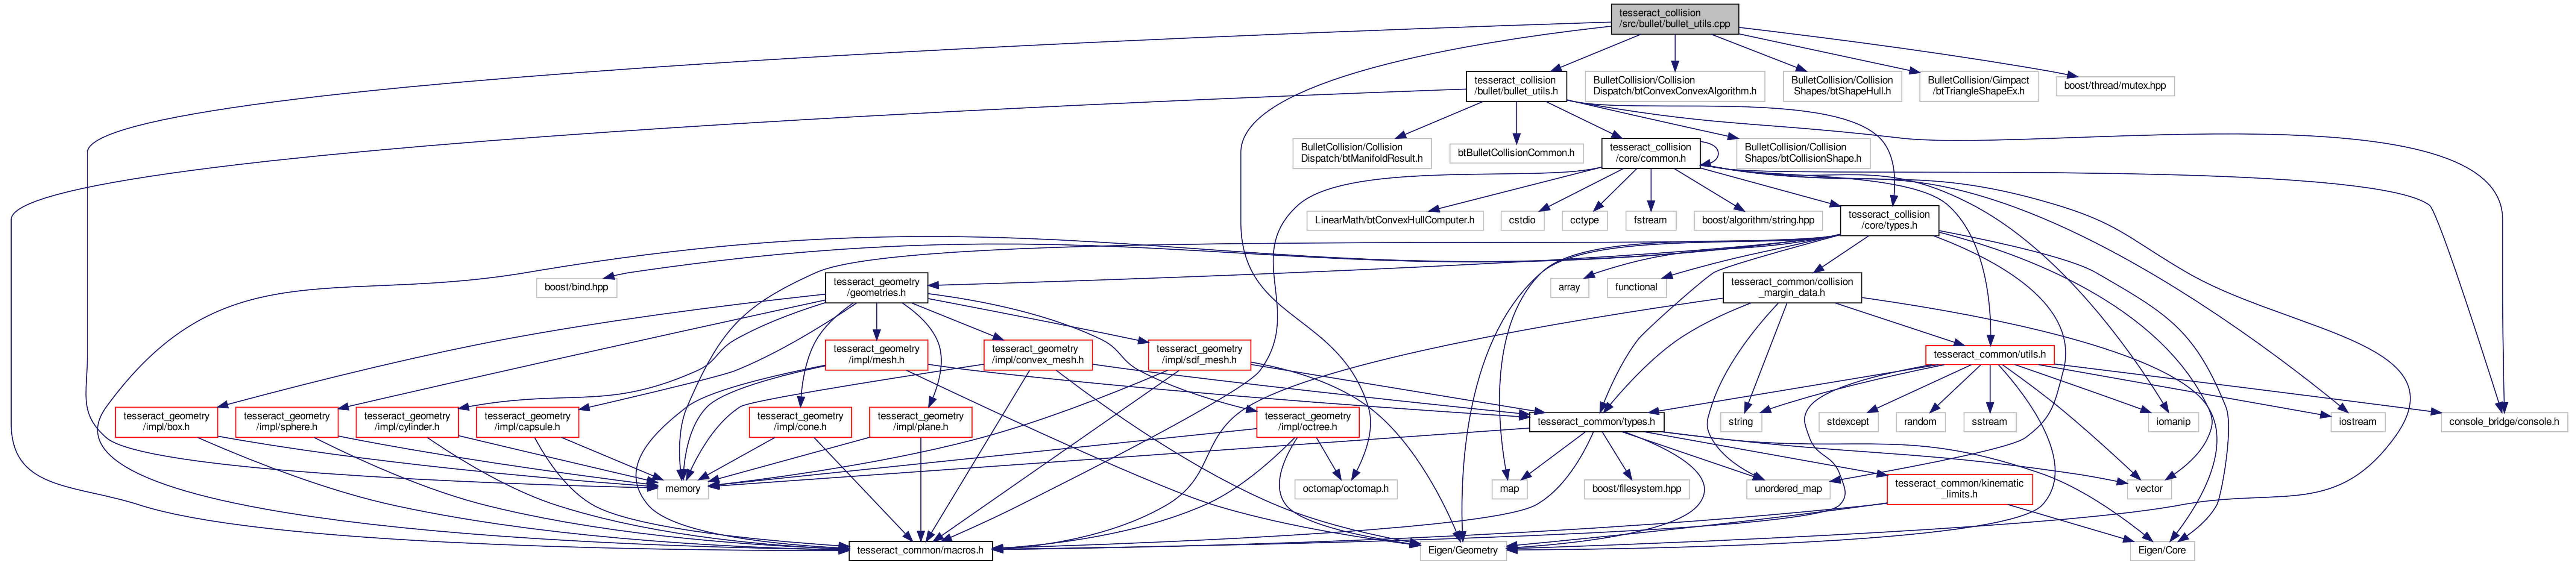 tesseract_collision
/src/bullet/bullet_utils.cpp
tesseract_collision
/bullet/bullet_utils.h
BulletCollision/Collision
Dispatch/btConvexConvexAlgorithm.h
BulletCollision/Collision
Shapes/btShapeHull.h
BulletCollision/Gimpact
/btTriangleShapeEx.h
boost/thread/mutex.hpp
BulletCollision/Collision
Dispatch/btManifoldResult.h
btBulletCollisionCommon.h
tesseract_collision
/core/common.h
BulletCollision/Collision
Shapes/btCollisionShape.h
LinearMath/btConvexHullComputer.h
cstdio
cctype
fstream
boost/algorithm/string.hpp
tesseract_collision
/core/types.h
boost/bind.hpp
tesseract_geometry
/geometries.h
array
functional
tesseract_common/collision
_margin_data.h
tesseract_geometry
/impl/mesh.h
tesseract_geometry
/impl/convex_mesh.h
tesseract_geometry
/impl/sdf_mesh.h
tesseract_common/utils.h
tesseract_geometry
/impl/box.h
tesseract_geometry
/impl/sphere.h
tesseract_geometry
/impl/cylinder.h
tesseract_geometry
/impl/capsule.h
tesseract_geometry
/impl/cone.h
tesseract_geometry
/impl/plane.h
tesseract_geometry
/impl/octree.h
tesseract_common/types.h
string
stdexcept
random
sstream
iomanip
iostream
console_bridge/console.h
memory
octomap/octomap.h
map
boost/filesystem.hpp
unordered_map
tesseract_common/kinematic
_limits.h
vector
tesseract_common/macros.h
Eigen/Geometry
Eigen/Core